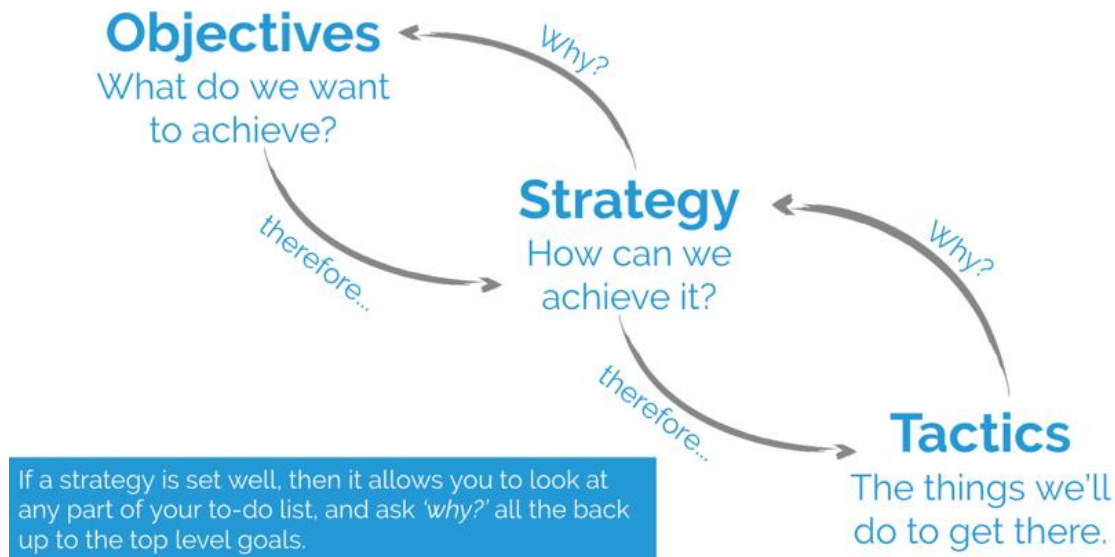 Objectives
What do we want
to achieve?
Why?
therefore...
Strategy
How can we
achieve it?
Why?
therefore...
Tactics
The things we'll
do to get there.
If a strategy is set well, then it allows you to look at
any part of your to-do list, and ask ‘why?’ all the back
up to the top level goals.